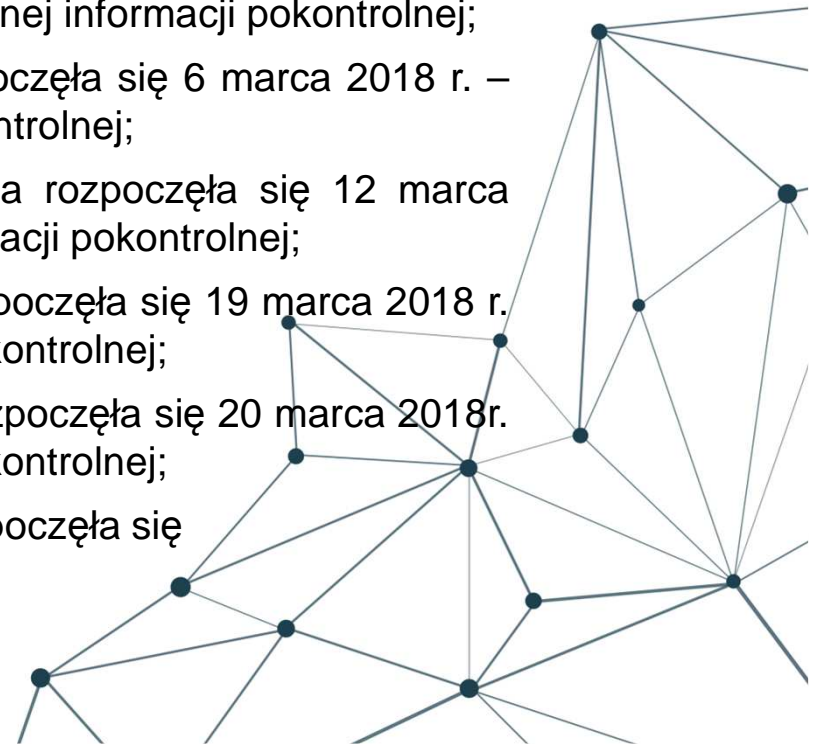 nej informacji pokontrolnej;
oczęła się 6 marca 2018 r. –
ntrolnej;
a rozpoczęła się 12 marca
acji pokontrolnej;
poczęła się 19 marca 2018 r.
kontrolnej;
zpoczęła się 20 marca 2018r.
kontrolnej;
poczęła się